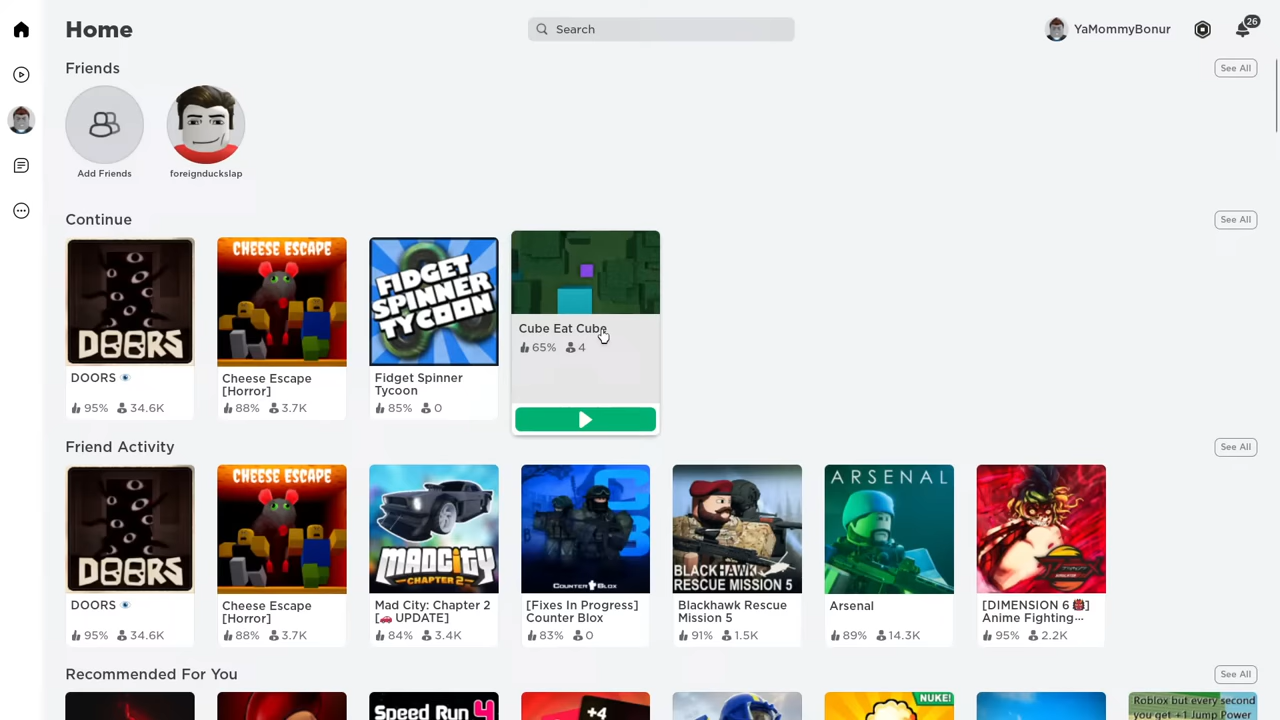 Home
Search
YaMommyBonur
26
Friends
See All
Add Friends
foreignduckslap
Continue
See All
DOORS
CHEESE ESCAPE
FIDGET
SPINNER
TYCOON
Cube Eat Cube
65% 4
DOORS 👁️
95% 34.6K
Cheese Escape
[Horror]
88% 3.7K
Fidget Spinner
Tycoon
85% 0
Friend Activity
See All
DOORS
CHEESE ESCAPE
MADCITY
CHAPTER 2
COUNTER BLOX
BLACKHAWK
RESCUE MISSION 5
ARSENAL
DOORS 👁️
95% 34.6K
Cheese Escape
[Horror]
88% 3.7K
Mad City: Chapter 2
[🚗 UPDATE]
84% 3.4K
[Fixes In Progress]
Counter Blox
83% 0
Blackhawk Rescue
Mission 5
91% 1.5K
Arsenal
89% 14.3K
[DIMENSION 6 👹]
Anime Fighting...
95% 2.2K
Recommended For You
See All
Speed Run 4
+4
NUKE!
Roblox but every second
you get +1 Jump Power